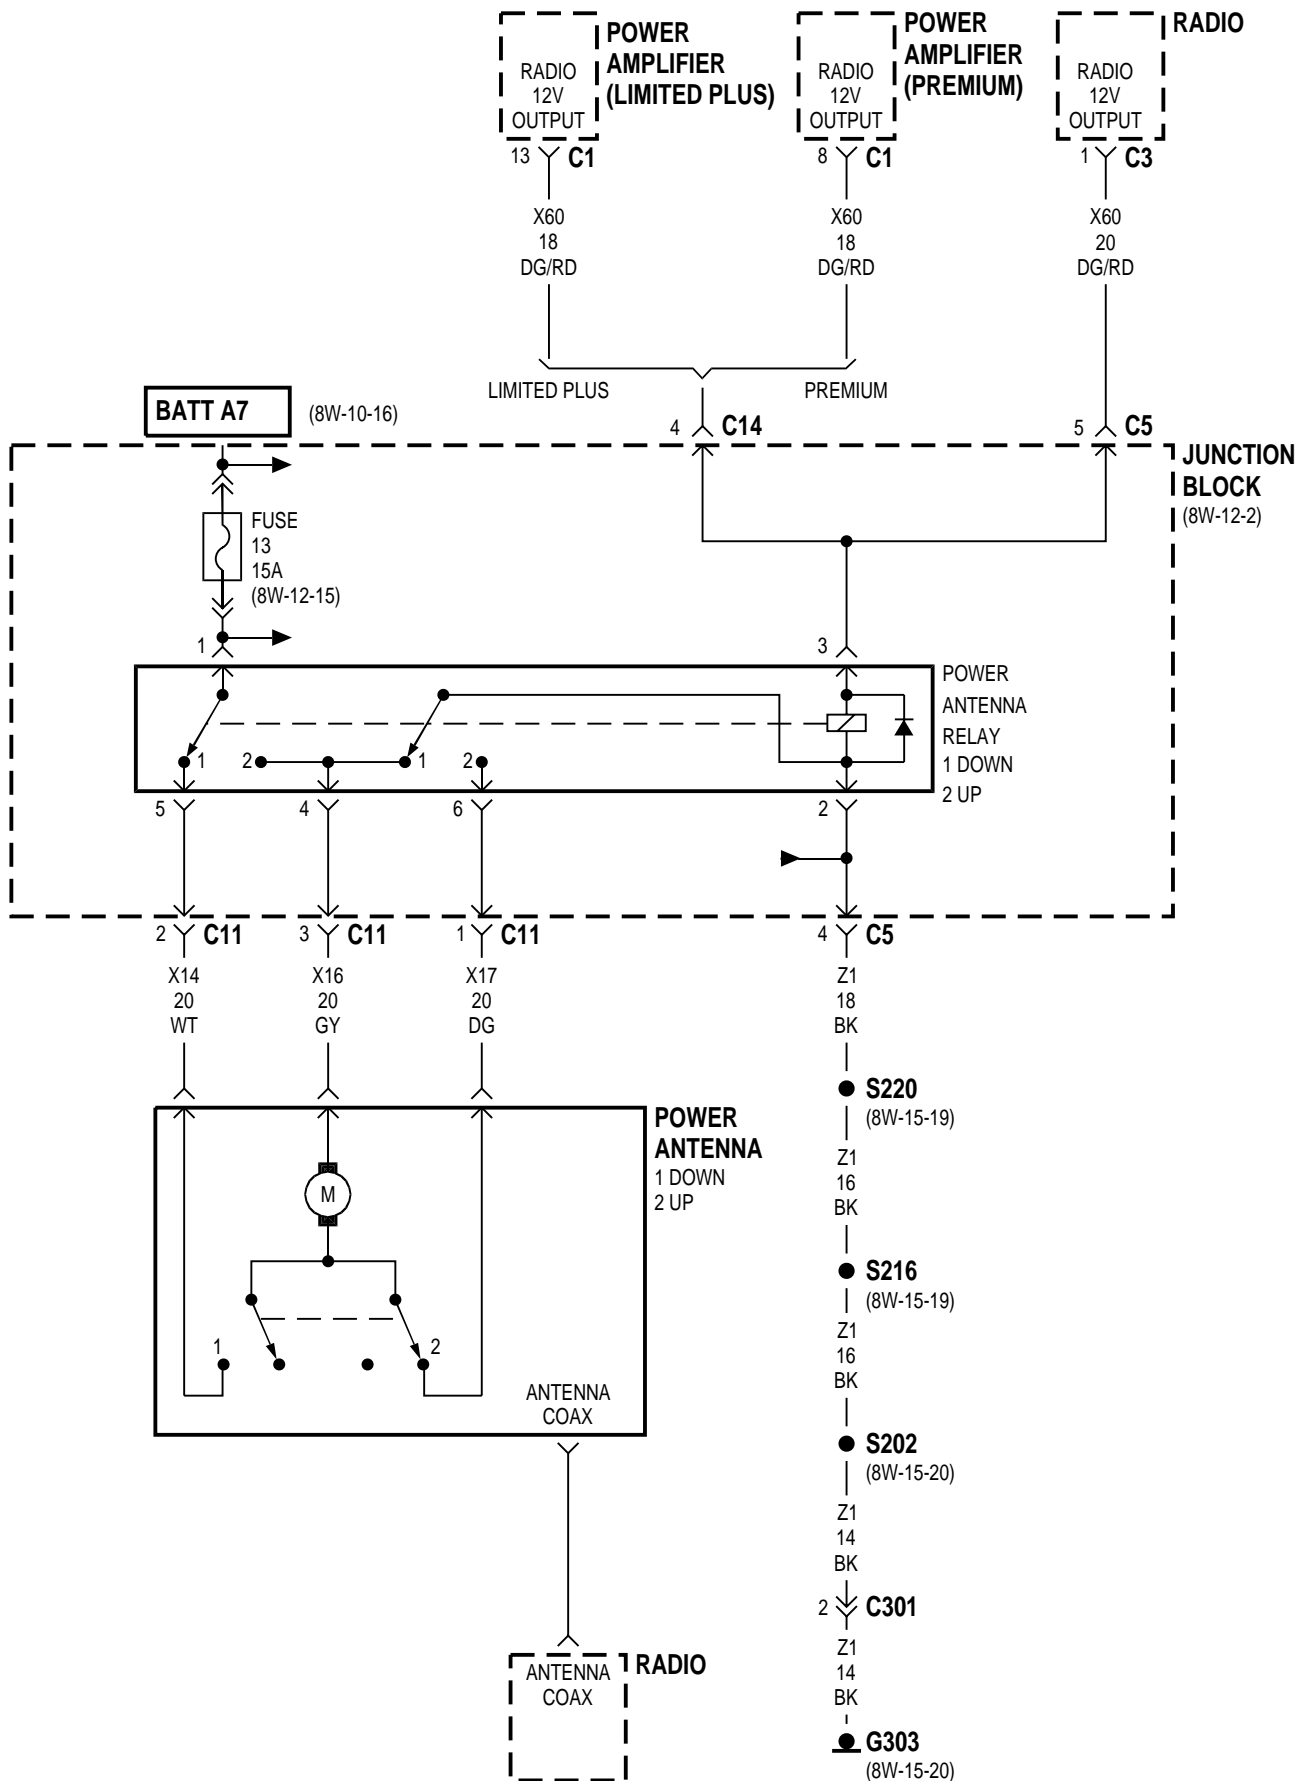 POWER
AMPLIFIER
(LIMITED PLUS)
RADIO
12V
OUTPUT
13
C1
POWER
AMPLIFIER
(PREMIUM)
RADIO
12V
OUTPUT
8
C1
RADIO
RADIO
12V
OUTPUT
1
C3
X60
18
DG/RD
X60
18
DG/RD
X60
20
DG/RD
LIMITED PLUS
PREMIUM
BATT A7
(8W-10-16)
4
C14
5
C5
JUNCTION
BLOCK
(8W-12-2)
FUSE
13
15A
(8W-12-15)
1
3
POWER
ANTENNA
RELAY
1 DOWN
2 UP
1
2
1
2
5
4
6
2
2
C11
3
C11
1
C11
4
C5
X14
20
WT
X16
20
GY
X17
20
DG
Z1
18
BK
S220
(8W-15-19)
POWER
ANTENNA
1 DOWN
2 UP
M
1
2
ANTENNA
COAX
Z1
16
BK
S216
(8W-15-19)
Z1
16
BK
S202
(8W-15-20)
Z1
14
BK
2
C301
Z1
14
BK
G303
(8W-15-20)
RADIO
ANTENNA
COAX